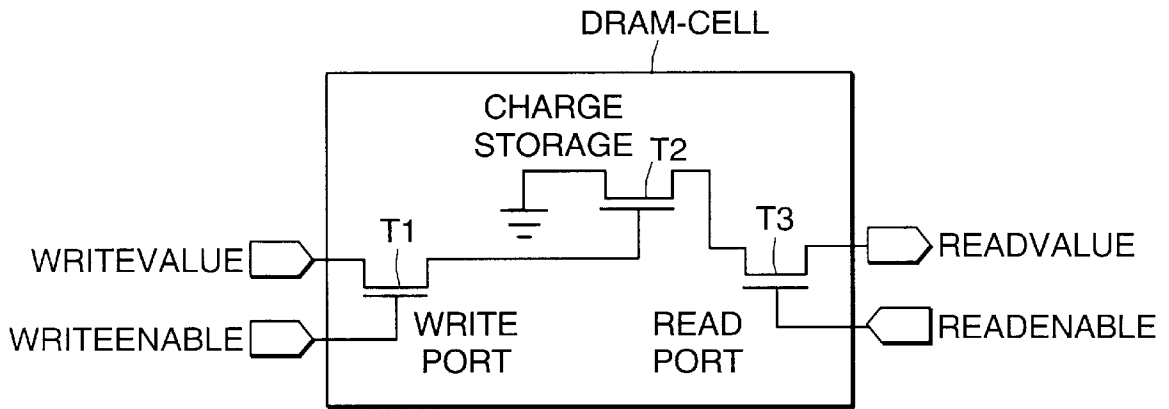 DRAM-CELL
CHARGE
STORAGE
T2
T1
T3
WRITEVALUE
READVALUE
WRITEENABLE
WRITE
PORT
READ
PORT
READENABLE